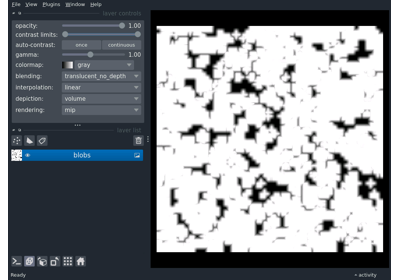 File View Plugins Window Help
layer controls
opacity: 1.00
contrast limits:
auto-contrast: once continuous
gamma: 1.00
colormap: gray
blending: translucent_no_depth
interpolation: linear
depiction: volume
rendering: mip
layer list
blobs
Ready activity